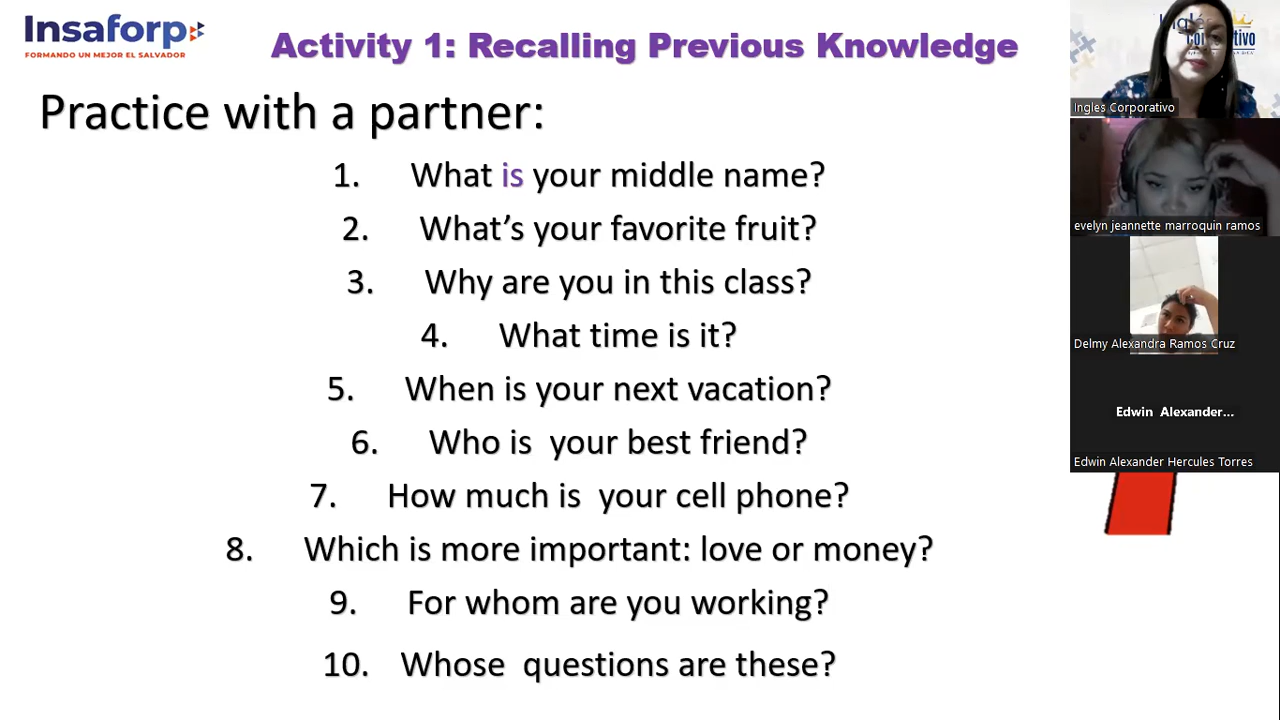 Insaforp
FORMANDO UN MEJOR EL SALVADOR
Activity 1: Recalling Previous Knowledge
Practice with a partner:
1. What is your middle name?
2. What's your favorite fruit?
3. Why are you in this class?
4. What time is it?
5. When is your next vacation?
6. Who is your best friend?
7. How much is your cell phone?
8. Which is more important: love or money?
9. For whom are you working?
10. Whose questions are these?
Ingles Corporativo
evelyn jeannette marroquin ramos
Delmy Alexandra Ramos Cruz
Edwin Alexander...
Edwin Alexander Hercules Torres